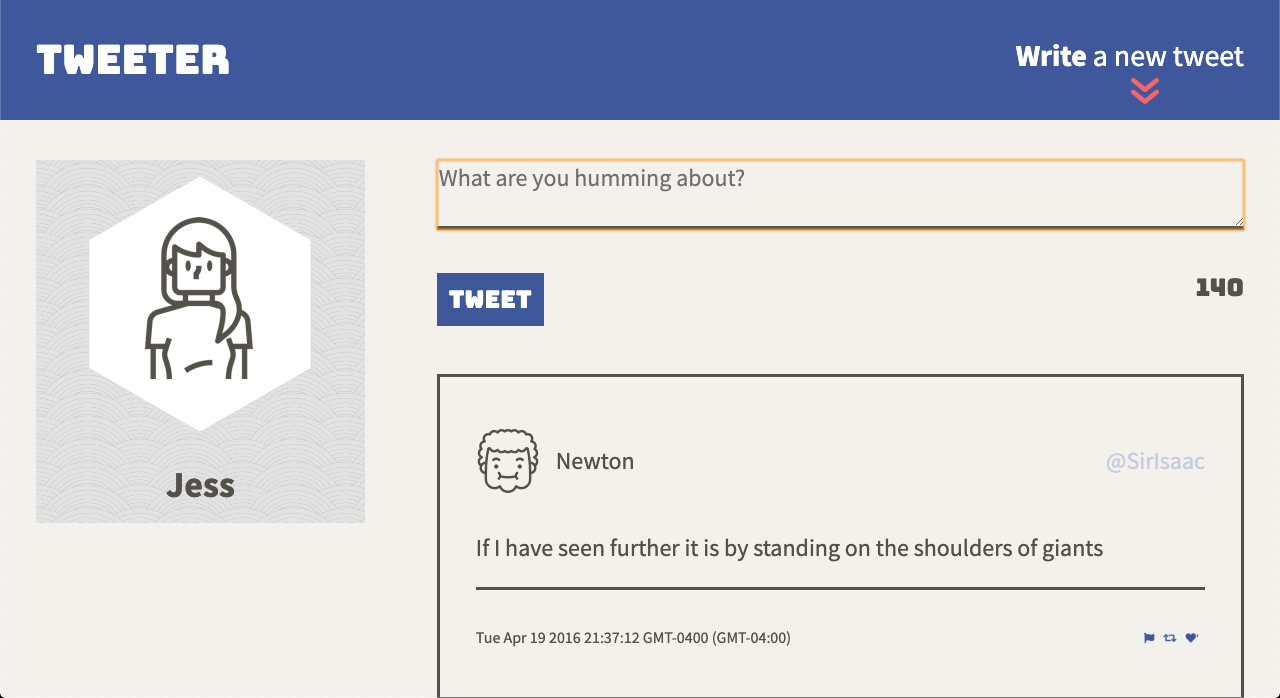 TWEETER
Write a new tweet
What are you humming about?
TWEET
140
Jess
Newton
@SirIsaac
If I have seen further it is by standing on the shoulders of giants
Tue Apr 19 2016 21:37:12 GMT-0400 (GMT-04:00)